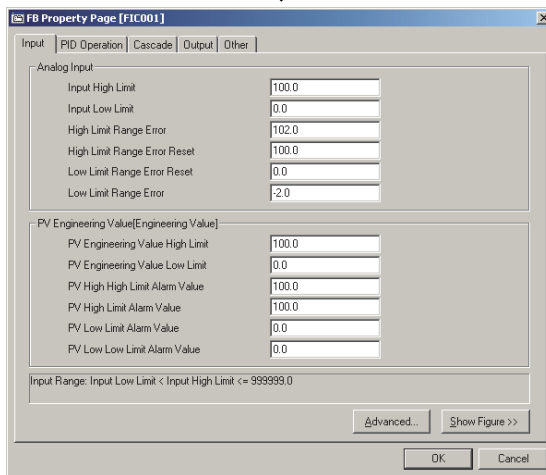 FB Property Page [FIC001]
Input PID Operation Cascade Output Other
Analog Input
Input High Limit 100.0
Input Low Limit 0.0
High Limit Range Error 102.0
High Limit Range Error Reset 100.0
Low Limit Range Error Reset 0.0
Low Limit Range Error -2.0
PV Engineering Value[Engineering Value]
PV Engineering Value High Limit 100.0
PV Engineering Value Low Limit 0.0
PV High High Limit Alarm Value 100.0
PV High Limit Alarm Value 100.0
PV Low Limit Alarm Value 0.0
PV Low Low Limit Alarm Value 0.0
Input Range: Input Low Limit < Input High Limit <= 999999.0
Advanced... Show Figure >>
OK Cancel